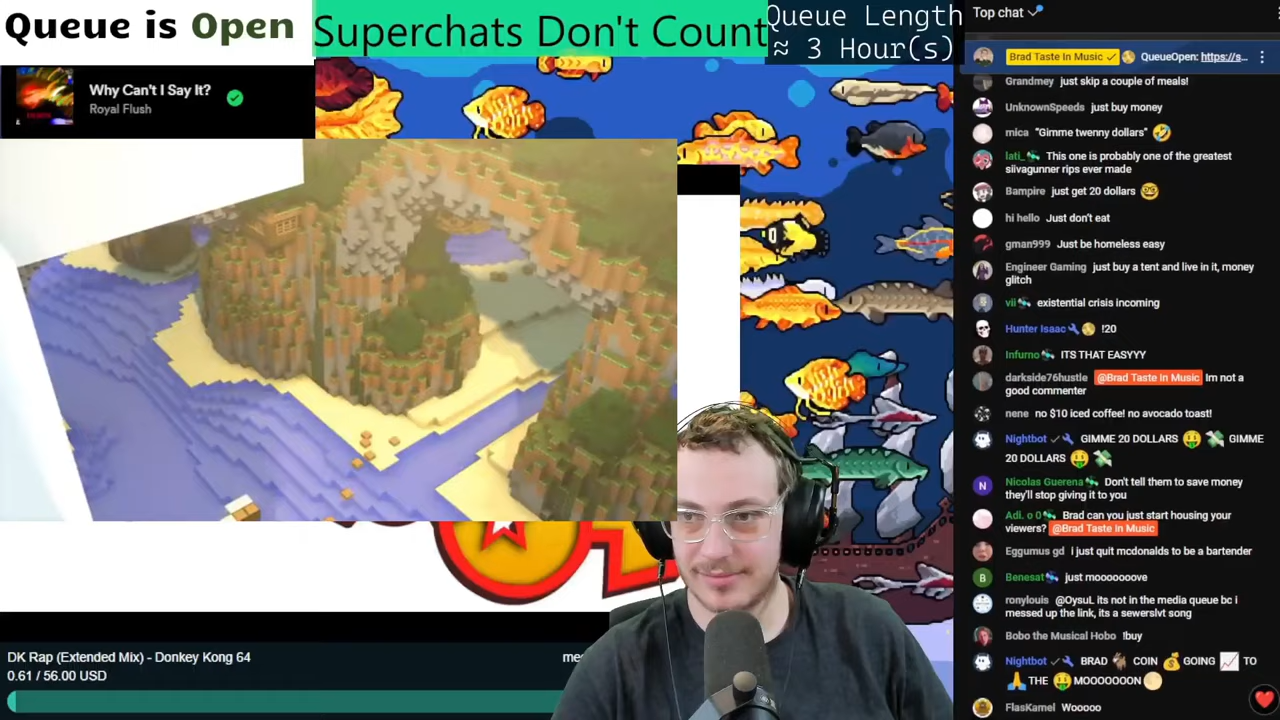 Queue is Open
Superchats Don't Count
Queue Length
≈ 3 Hour(s)
Why Can't I Say It?
Royal Flush
DK Rap (Extended Mix) - Donkey Kong 64
0.61 / 56.00 USD
Top chat
Brad Taste In Music QueueOpen: https://s...
Grandmey just skip a couple of meals!
UnknownSpeeds just buy money
mica “Gimme twenny dollars” 🤣
lati_ This one is probably one of the greatest
siivagunner rips ever made
Bampire just get 20 dollars 🤓
hi hello Just don’t eat
gman999 Just be homeless easy
Engineer Gaming just buy a tent and live in it, money
glitch
vii existential crisis incoming
Hunter Isaac !20
Infurno ITS THAT EASYYY
darkside76hustle @Brad Taste In Music Im not a
good commenter
nene no $10 iced coffee! no avocado toast!
Nightbot GIMME 20 DOLLARS 🤑 💸 GIMME
20 DOLLARS 🤑 💸
Nicolas Guerena Don't tell them to save money
they'll stop giving it to you
Adi. o 0 Brad can you just start housing your
viewers? @Brad Taste In Music
Eggumus gd i just quit mcdonalds to be a bartender
Benesat just mooooooove
ronylouis @OysuL its not in the media queue bc i
messed up the link, its a sewerslvt song
Bobo the Musical Hobo !buy
Nightbot BRAD 🐐 COIN 💰 GOING 📈 TO
🙏 THE 🤑 MOOOOOOON 🌕
FlasKamel Wooooo